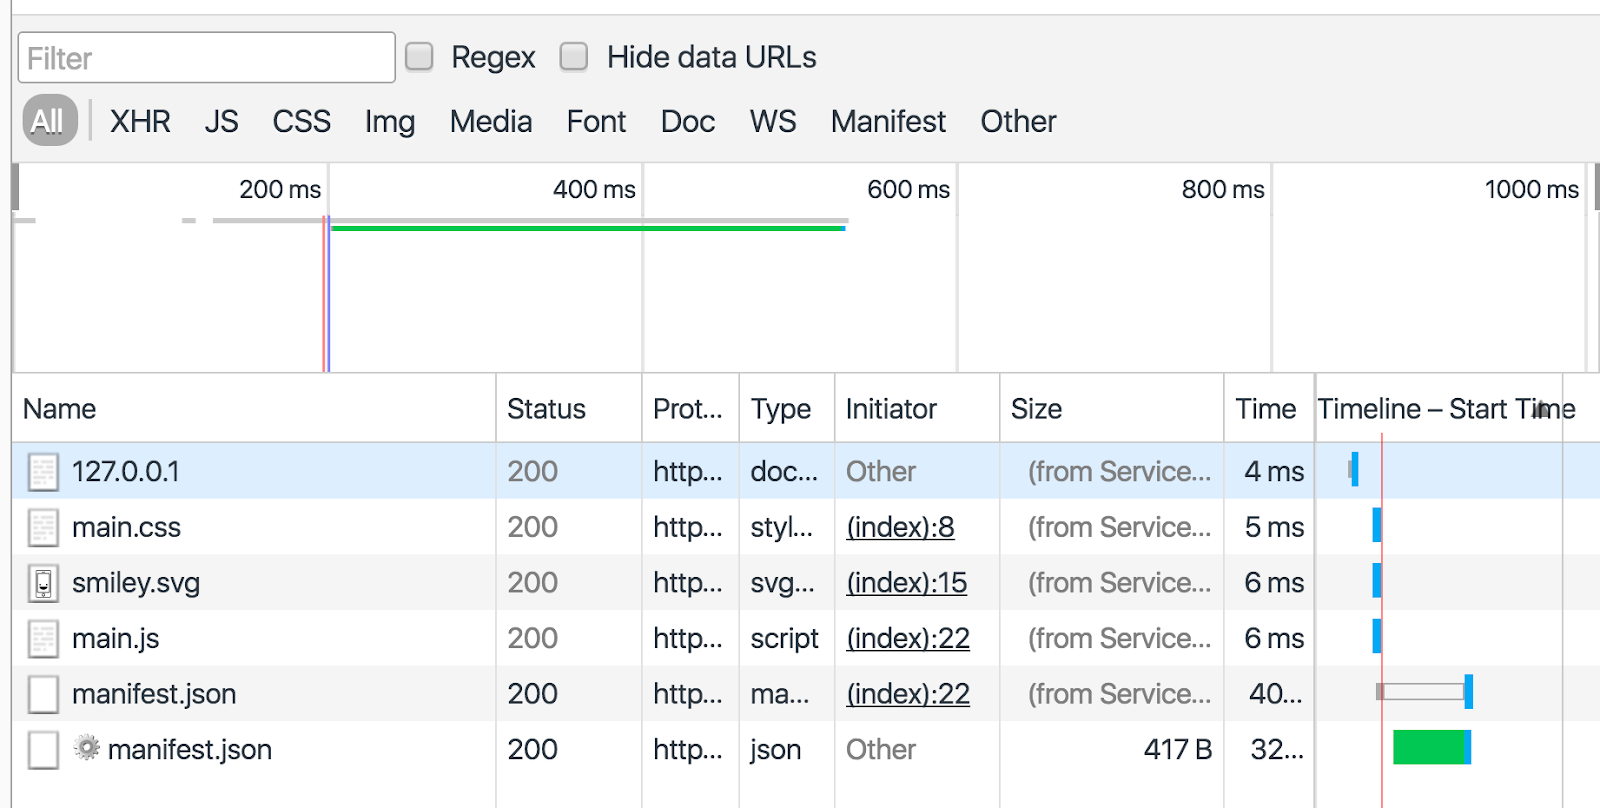 Filter Regex Hide data URLs
All XHR JS CSS Img Media Font Doc WS Manifest Other
200 ms 400 ms 600 ms 800 ms 1000 ms
Name Status Prot... Type Initiator Size Time Timeline – Start Time
127.0.0.1 200 http... doc... Other (from Service... 4 ms
main.css 200 http... styl... (index):8 (from Service... 5 ms
smiley.svg 200 http... svg... (index):15 (from Service... 6 ms
main.js 200 http... script (index):22 (from Service... 6 ms
manifest.json 200 http... ma... (index):22 (from Service... 40...
manifest.json 200 http... json Other 417 B 32...